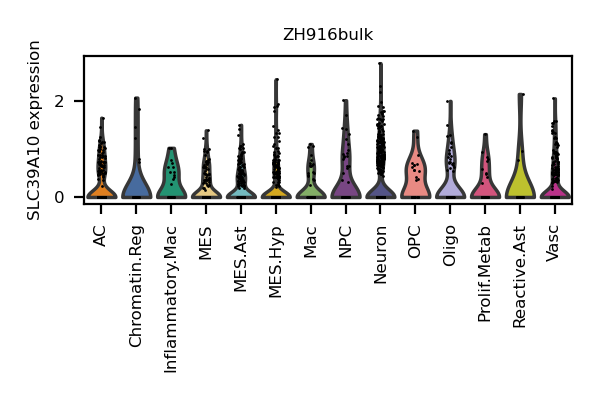 ZH916bulk
SLC39A10 expression
2
0
AC
Chromatin.Reg
Inflammatory.Mac
MES
MES.Ast
MES.Hyp
Mac
NPC
Neuron
OPC
Oligo
Prolif.Metab
Reactive.Ast
Vasc